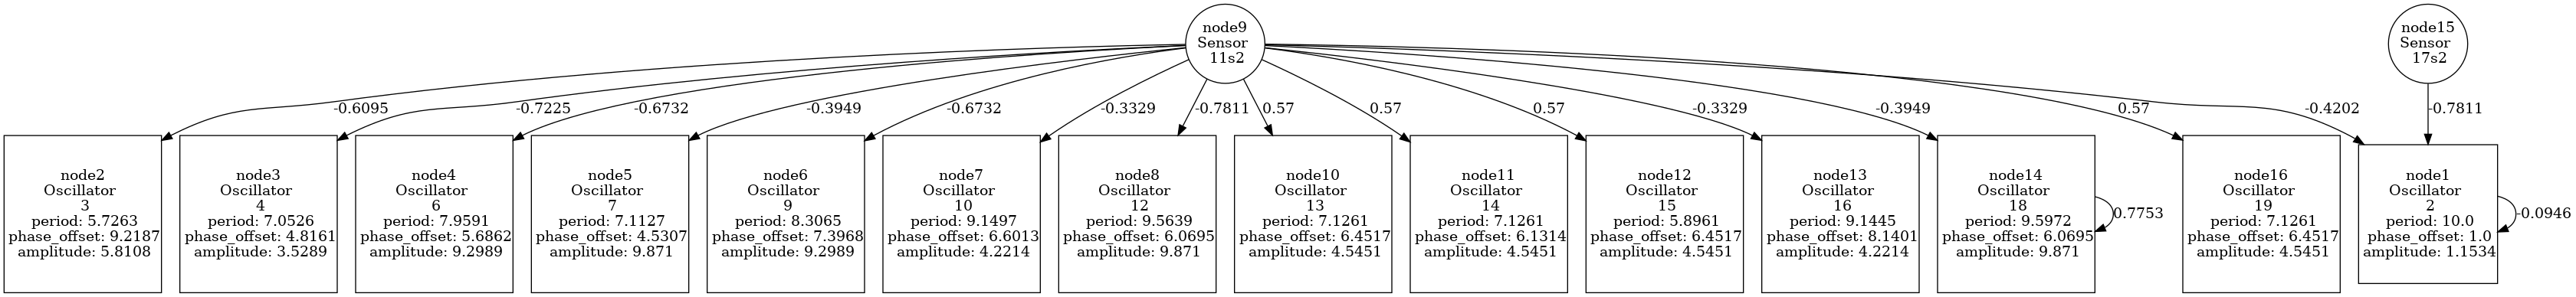 node9
Sensor
11s2
node15
Sensor
17s2
-0.6095
-0.7225
-0.6732
-0.3949
-0.6732
-0.3329
-0.7811
0.57
0.57
0.57
-0.3329
-0.3949
0.57
-0.4202
-0.7811
node2
Oscillator
3
period: 5.7263
phase_offset: 9.2187
amplitude: 5.8108
node3
Oscillator
4
period: 7.0526
phase_offset: 4.8161
amplitude: 3.5289
node4
Oscillator
6
period: 7.9591
phase_offset: 5.6862
amplitude: 9.2989
node5
Oscillator
7
period: 7.1127
phase_offset: 4.5307
amplitude: 9.871
node6
Oscillator
9
period: 8.3065
phase_offset: 7.3968
amplitude: 9.2989
node7
Oscillator
10
period: 9.1497
phase_offset: 6.6013
amplitude: 4.2214
node8
Oscillator
12
period: 9.5639
phase_offset: 6.0695
amplitude: 9.871
node10
Oscillator
13
period: 7.1261
phase_offset: 6.4517
amplitude: 4.5451
node11
Oscillator
14
period: 7.1261
phase_offset: 6.1314
amplitude: 4.5451
node12
Oscillator
15
period: 5.8961
phase_offset: 6.4517
amplitude: 4.5451
node13
Oscillator
16
period: 9.1445
phase_offset: 8.1401
amplitude: 4.2214
node14
Oscillator
18
period: 9.5972
phase_offset: 6.0695
amplitude: 9.871
0.7753
node16
Oscillator
19
period: 7.1261
phase_offset: 6.4517
amplitude: 4.5451
node1
Oscillator
2
period: 10.0
phase_offset: 1.0
amplitude: 1.1534
-0.0946